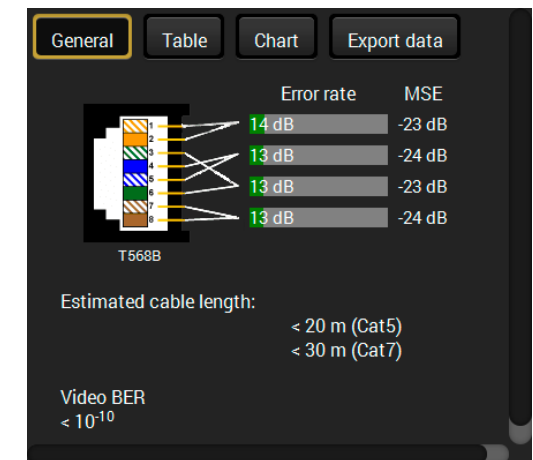 General Table Chart Export data
Error rate MSE
1 14 dB -23 dB
2
3 13 dB -24 dB
4
5 13 dB -23 dB
6
7 13 dB -24 dB
8
T568B
Estimated cable length:
< 20 m (Cat5)
< 30 m (Cat7)
Video BER
< 10⁻¹⁰